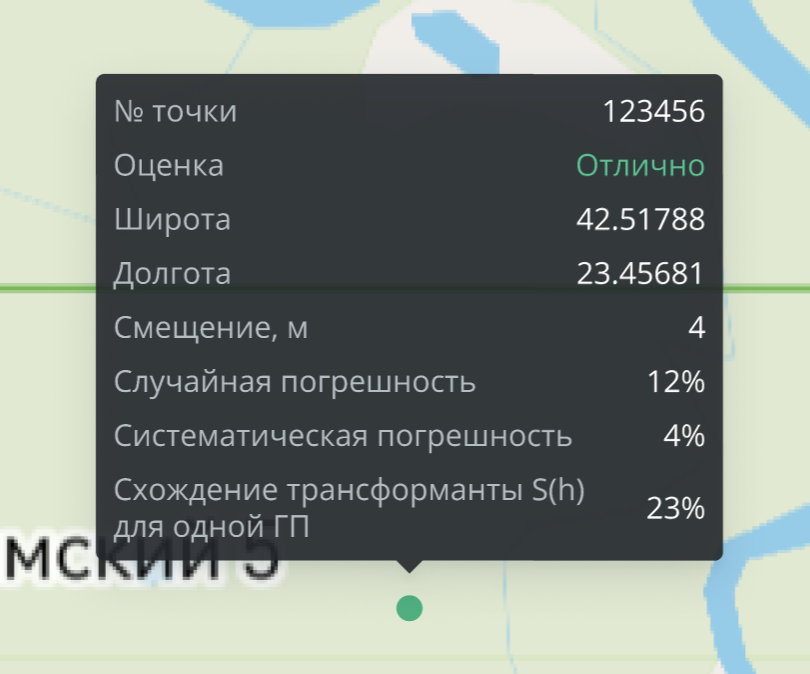 № точки 123456
Оценка Отлично
Широта 42.51788
Долгота 23.45681
Смещение, м 4
Случайная погрешность 12%
Систематическая погрешность 4%
Схождение трансформанты S(h)
для одной ГП 23%
мский 5